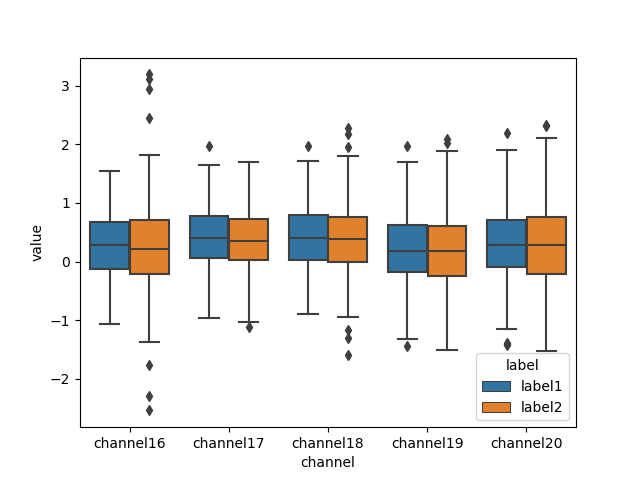 3
2
1
0
−1
−2
value
channel16 channel17 channel18 channel19 channel20
channel
label
label1
label2